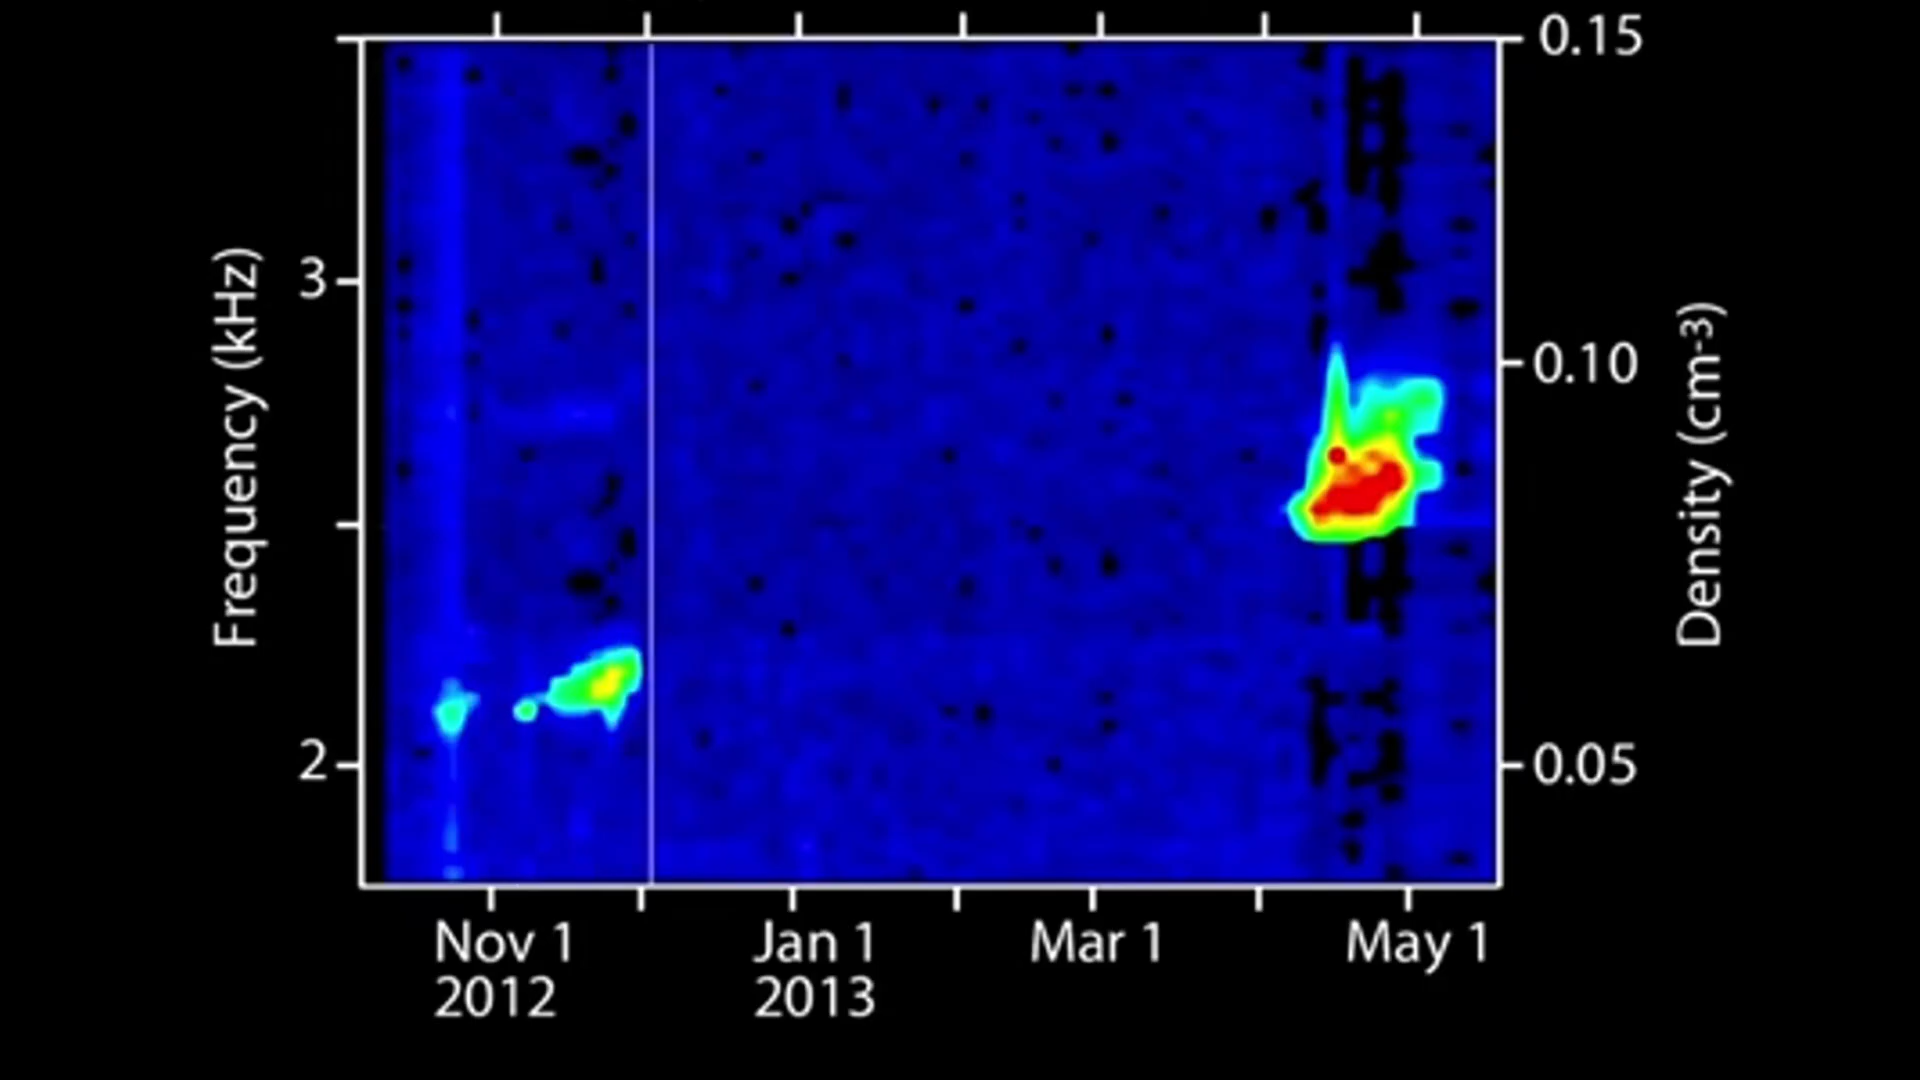 0.15
3
0.10
Frequency (kHz)
Density (cm-3)
2
0.05
Nov 1
2012
Jan 1
2013
Mar 1
May 1